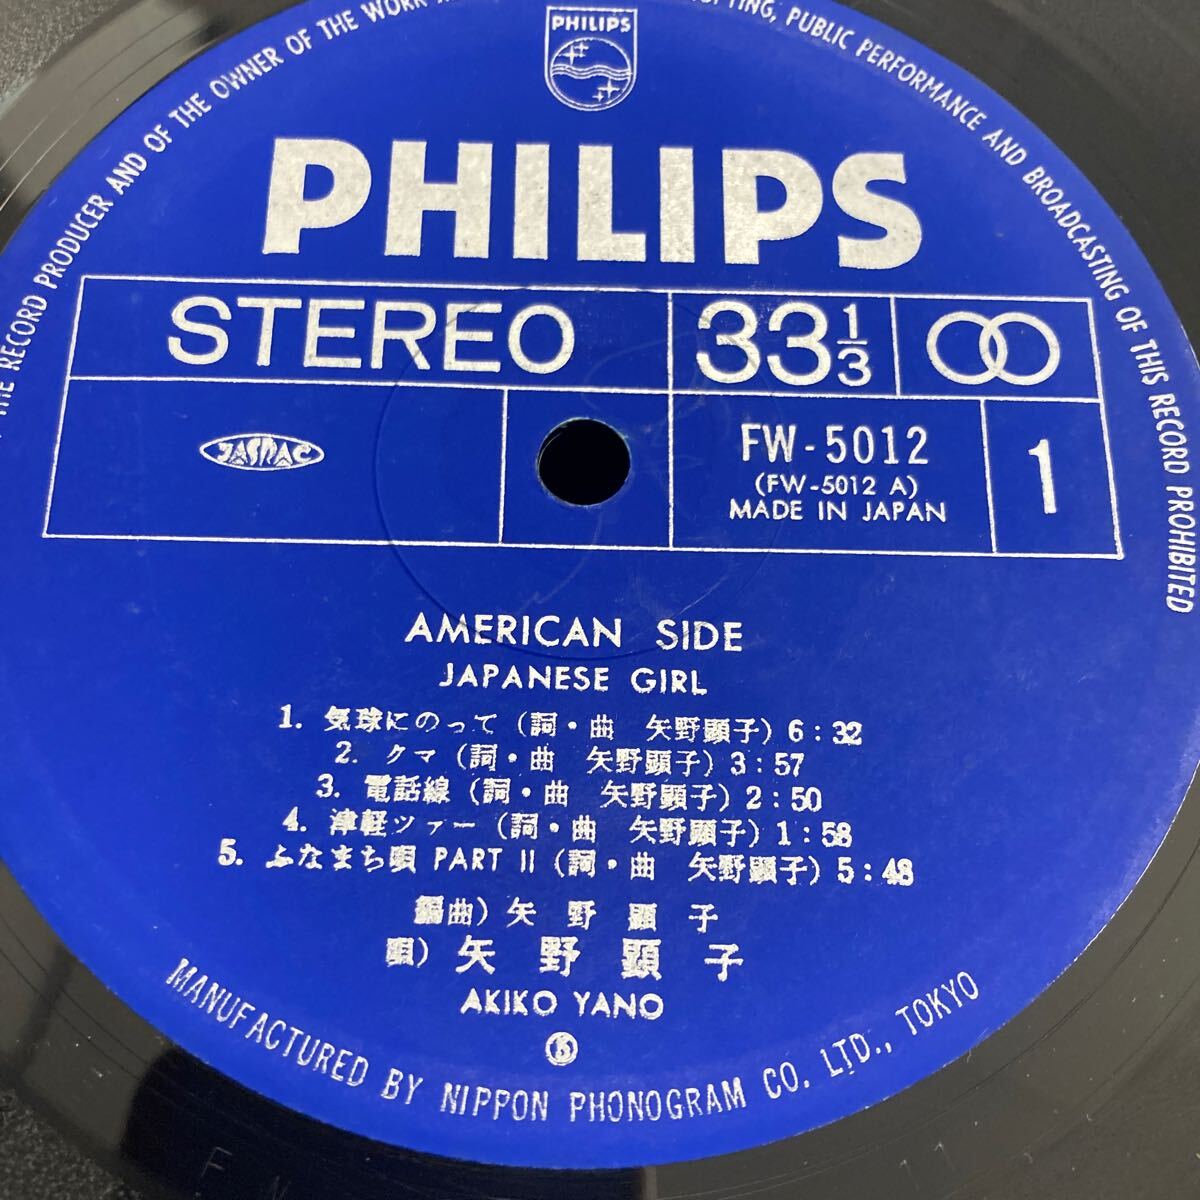 THE RECORD PRODUCER AND OF THE OWNER OF THE WORK
PUBLIC PERFORMANCE AND BROADCASTING OF THIS RECORD PROHIBITED
PHILIPS
PHILIPS
STEREO
33 1/3
JASRAC
FW-5012
(FW-5012 A)
MADE IN JAPAN
1
AMERICAN SIDE
JAPANESE GIRL
1. 気球にのって (詞・曲 矢野顕子) 6:32
2. クマ (詞・曲 矢野顕子) 3:57
3. 電話線 (詞・曲 矢野顕子) 2:50
4. 津軽ツァー (詞・曲 矢野顕子) 1:58
5. ふなまち唄 PART II (詞・曲 矢野顕子) 5:48
編曲) 矢野顕子
唄) 矢野顕子
AKIKO YANO
MANUFACTURED BY NIPPON PHONOGRAM CO. LTD., TOKYO